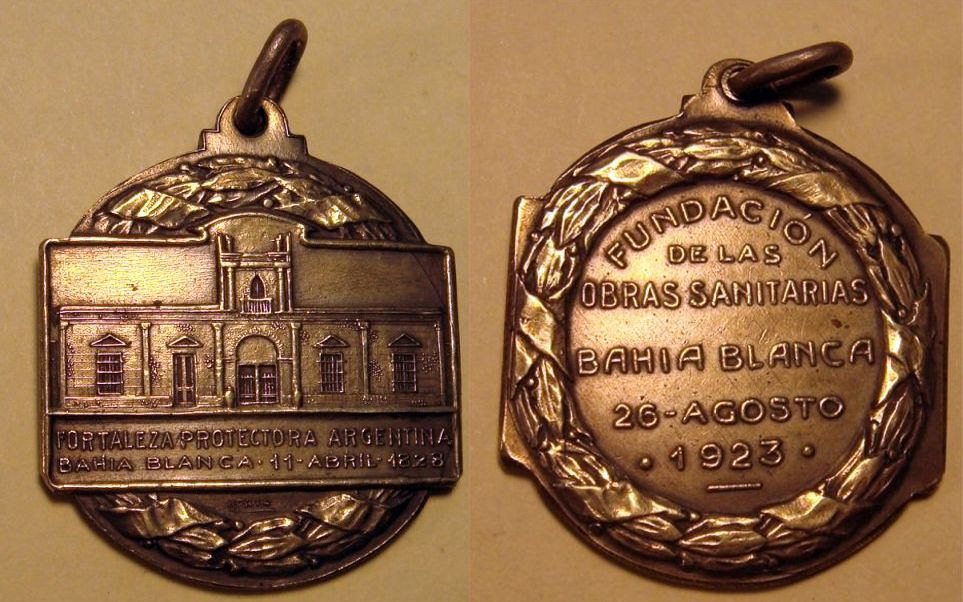 FORTALEZA PROTECTORA ARGENTINA
BAHIA BLANCA · 11 - ABRIL - 1828
FUNDACIÓN
DE LAS
OBRAS SANITARIAS
BAHIA BLANCA
26 - AGOSTO
· 1923 ·